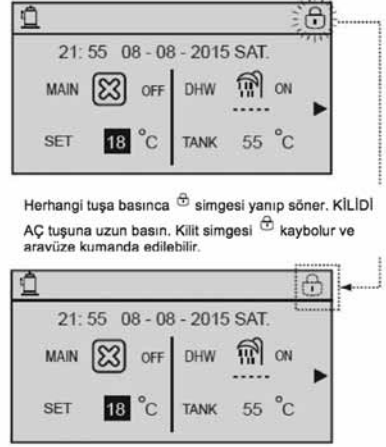 21: 55 08 - 08 - 2015 SAT.
MAIN OFF DHW ON
SET 18 °C TANK 55 °C
Herhangi tuşa basınca simgesi yanıp söner. KİLİDİ
AÇ tuşuna uzun basın. Kilit simgesi kaybolur ve
arayüze kumanda edilebilir.
21: 55 08 - 08 - 2015 SAT.
MAIN OFF DHW ON
SET 18 °C TANK 55 °C